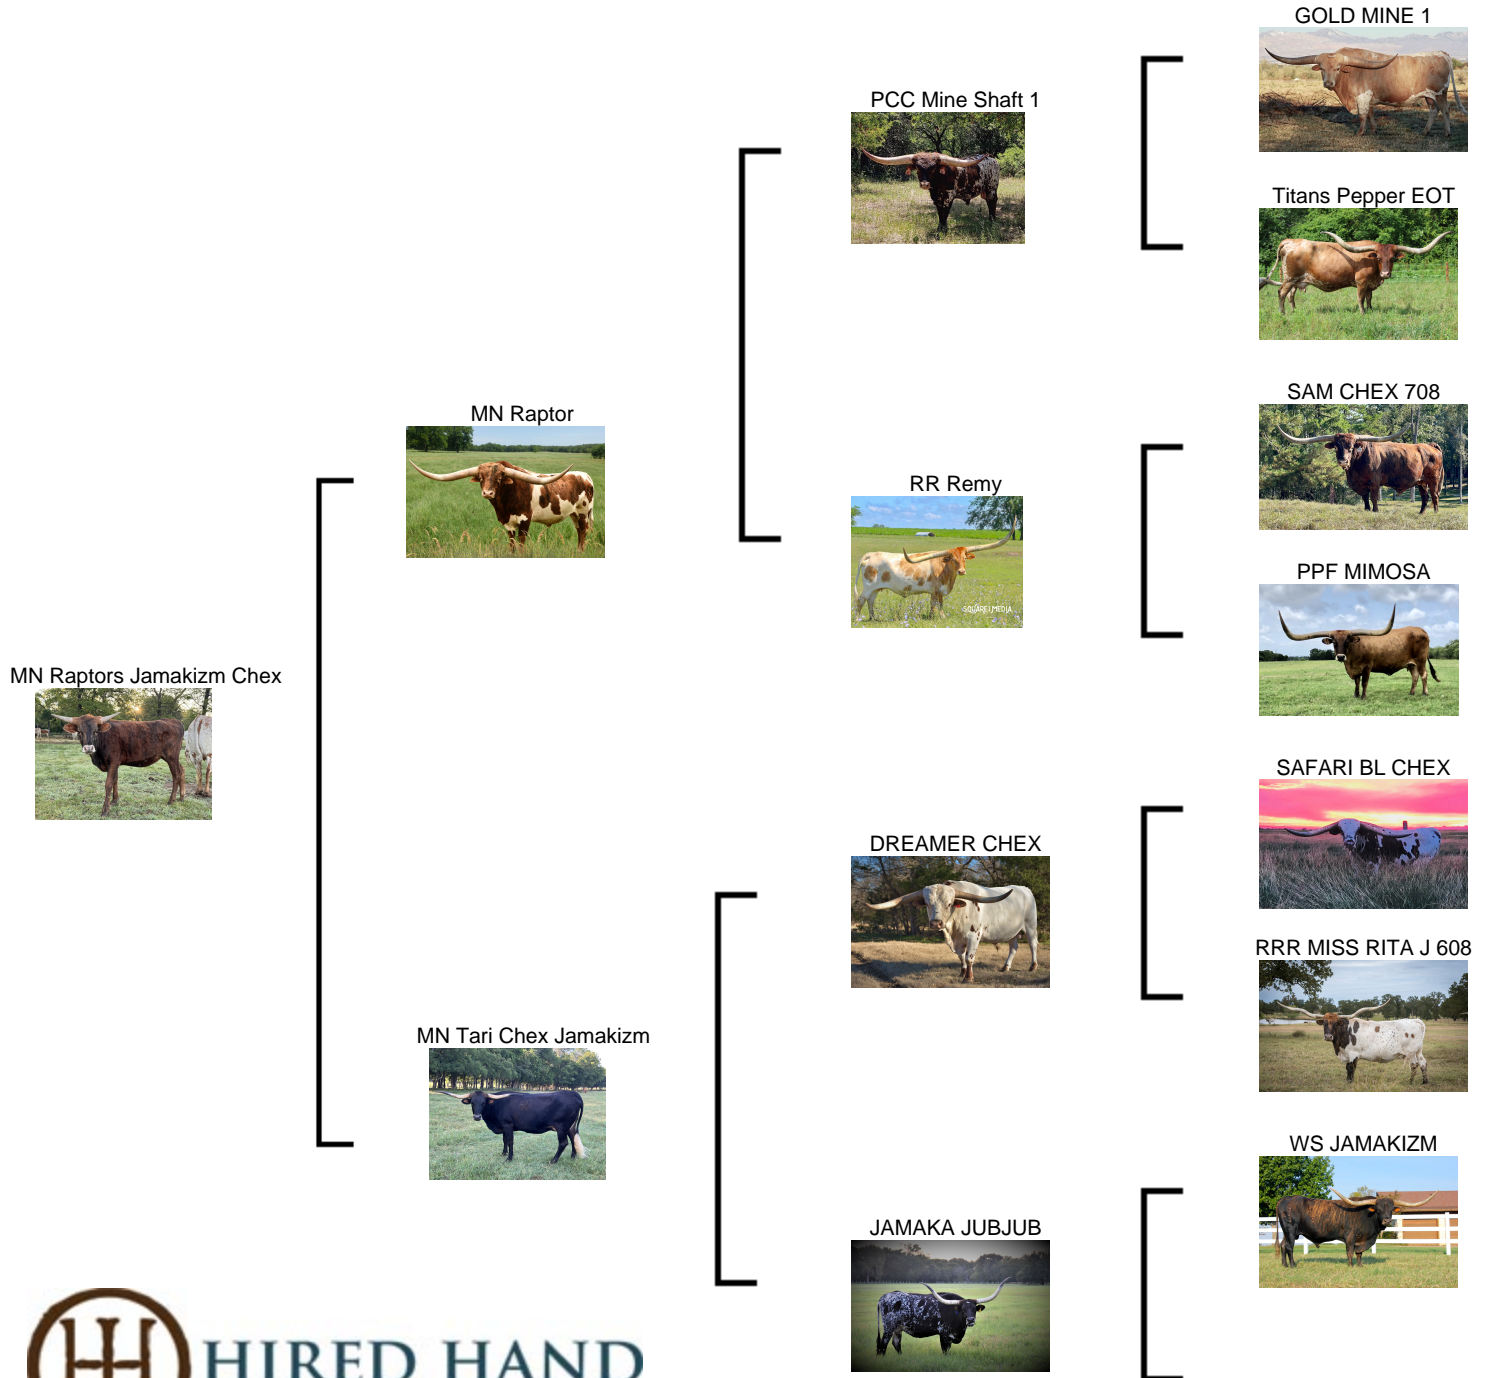 GOLD MINE 1
PCC Mine Shaft 1
Titans Pepper EOT
SAM CHEX 708
MN Raptor
RR Remy
SQUARE MEDIA
PPF MIMOSA
MN Raptors Jamakizm Chex
SAFARI BL CHEX
DREAMER CHEX
RRR MISS RITA J 608
MN Tari Chex Jamakizm
WS JAMAKIZM
JAMAKA JUBJUB
HIRED HAND